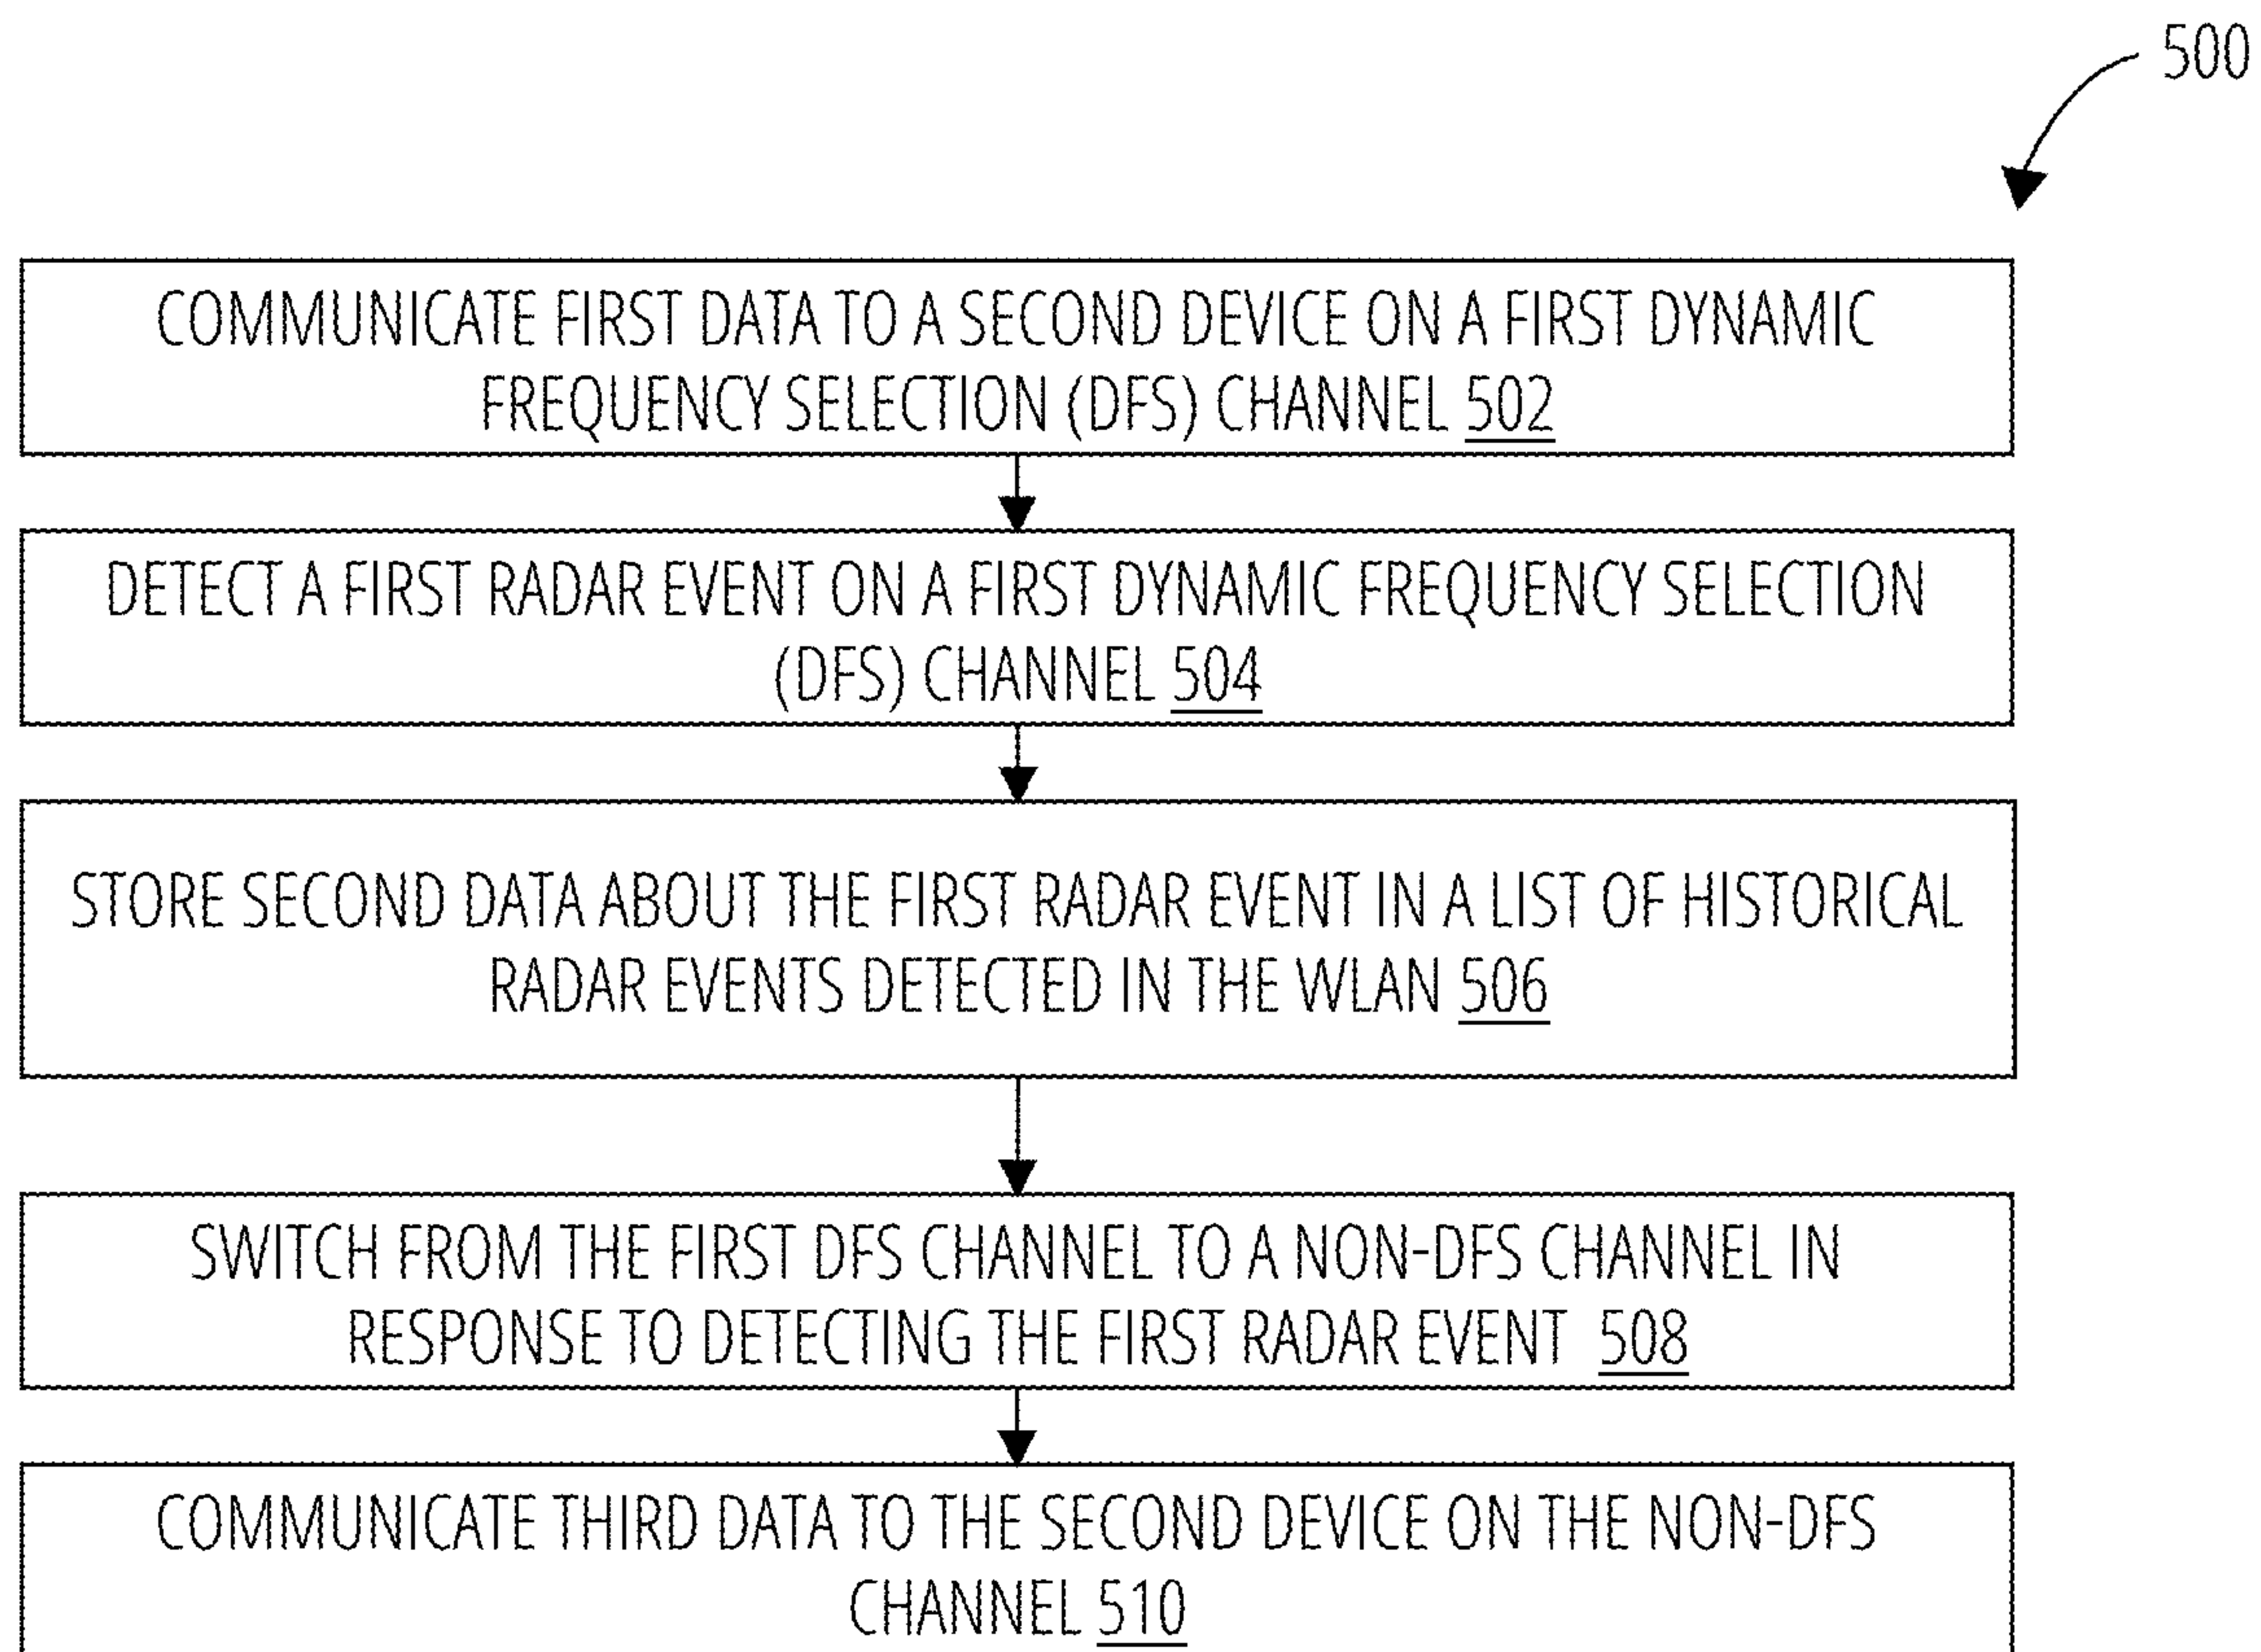 500
COMMUNICATE FIRST DATA TO A SECOND DEVICE ON A FIRST DYNAMIC
FREQUENCY SELECTION (DFS) CHANNEL 502
DETECT A FIRST RADAR EVENT ON A FIRST DYNAMIC FREQUENCY SELECTION
(DFS) CHANNEL 504
STORE SECOND DATA ABOUT THE FIRST RADAR EVENT IN A LIST OF HISTORICAL
RADAR EVENTS DETECTED IN THE WLAN 506
SWITCH FROM THE FIRST DFS CHANNEL TO A NON-DFS CHANNEL IN
RESPONSE TO DETECTING THE FIRST RADAR EVENT 508
COMMUNICATE THIRD DATA TO THE SECOND DEVICE ON THE NON-DFS
CHANNEL 510